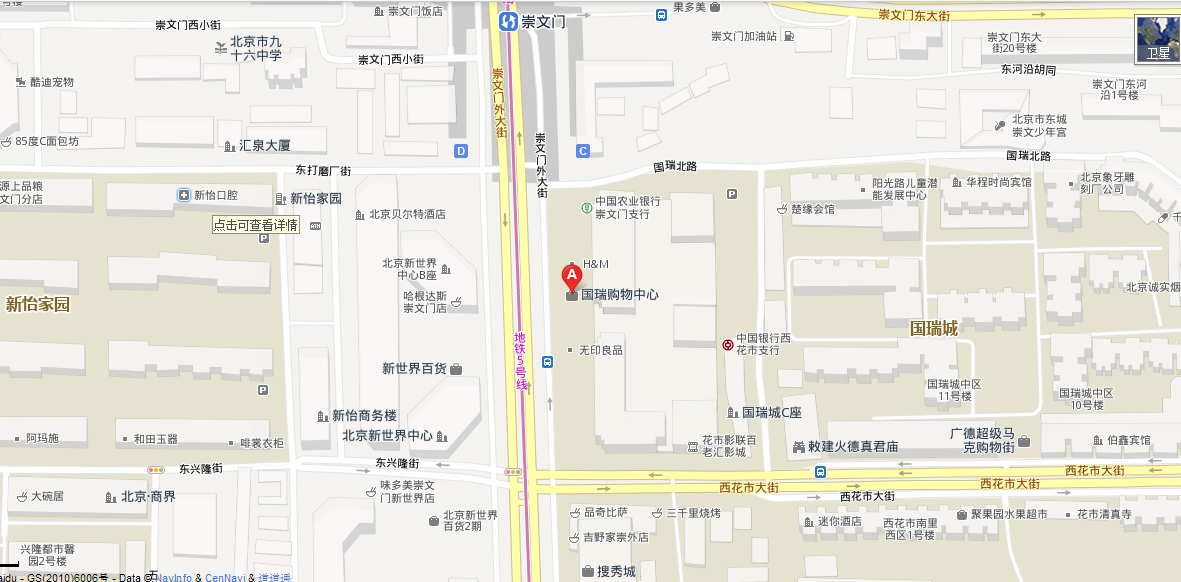 崇文门饭店
果多美
崇文门东大街
崇文门西小街
崇文门
北京市九
十六中学
崇文门加油站
崇文门东大
街20号楼
卫星
崇文门西小街
东河沿胡同
酷迪宠物
崇文门外大街
崇文门东河
沿1号楼
北京市东城
崇文少年宫
85度C面包坊
汇泉大厦
D
崇文门外大街
C
东打磨厂街
国瑞北路
国瑞北路
源上品粮
文门分店
新怡口腔
新怡家园
P
阳光路儿童潜
能发展中心
华程时尚宾馆
北京象牙雕
刻厂公司
点击可查看详情
北京贝尔特酒店
中国农业银行
崇文门支行
楚缘会馆
千
P
北京新世界
中心B座
H&M
A
国瑞购物中心
哈根达斯
崇文门店
北京诚实烟
新怡家园
国瑞城
地铁5号线
中国银行西
花市支行
无印良品
新世界百货
P
国瑞城中区
11号楼
国瑞城中区
10号楼
新怡商务楼
国瑞城C座
阿玛施
和田玉器
啡裳衣柜
北京新世界中心
花市影联百
老汇影城
敕建火德真君庙
广德超级马
克购物街
伯鑫宾馆
东兴隆街
东兴隆街
西花市大街
西花市大街
西花市大街
西花市大街
大碗居
北京·商界
味多美崇文
门新世界店
北京新世界
百货2期
品奇比萨
三千里烧烤
吉野家崇外店
迷你酒店
西花市南里
西区1号楼
聚果园水果超市
花市清真寺
兴隆都市馨
园2号楼
搜秀城
aidu - GS(2010)6006号 - Data © NavInfo & CenNavi & 道道通